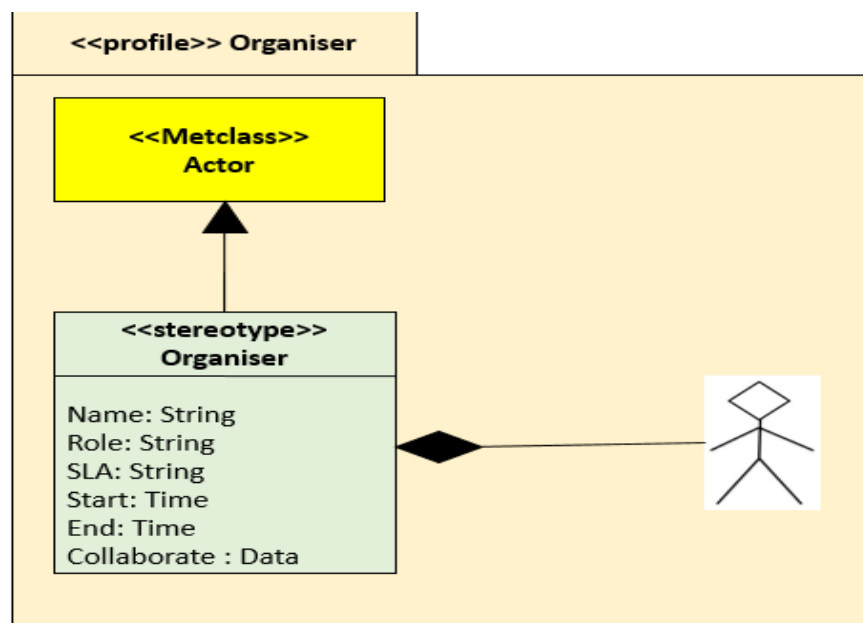 <<profile>> Organiser
<<Metclass>>
Actor
<<stereotype>>
Organiser
Name: String
Role: String
SLA: String
Start: Time
End: Time
Collaborate : Data